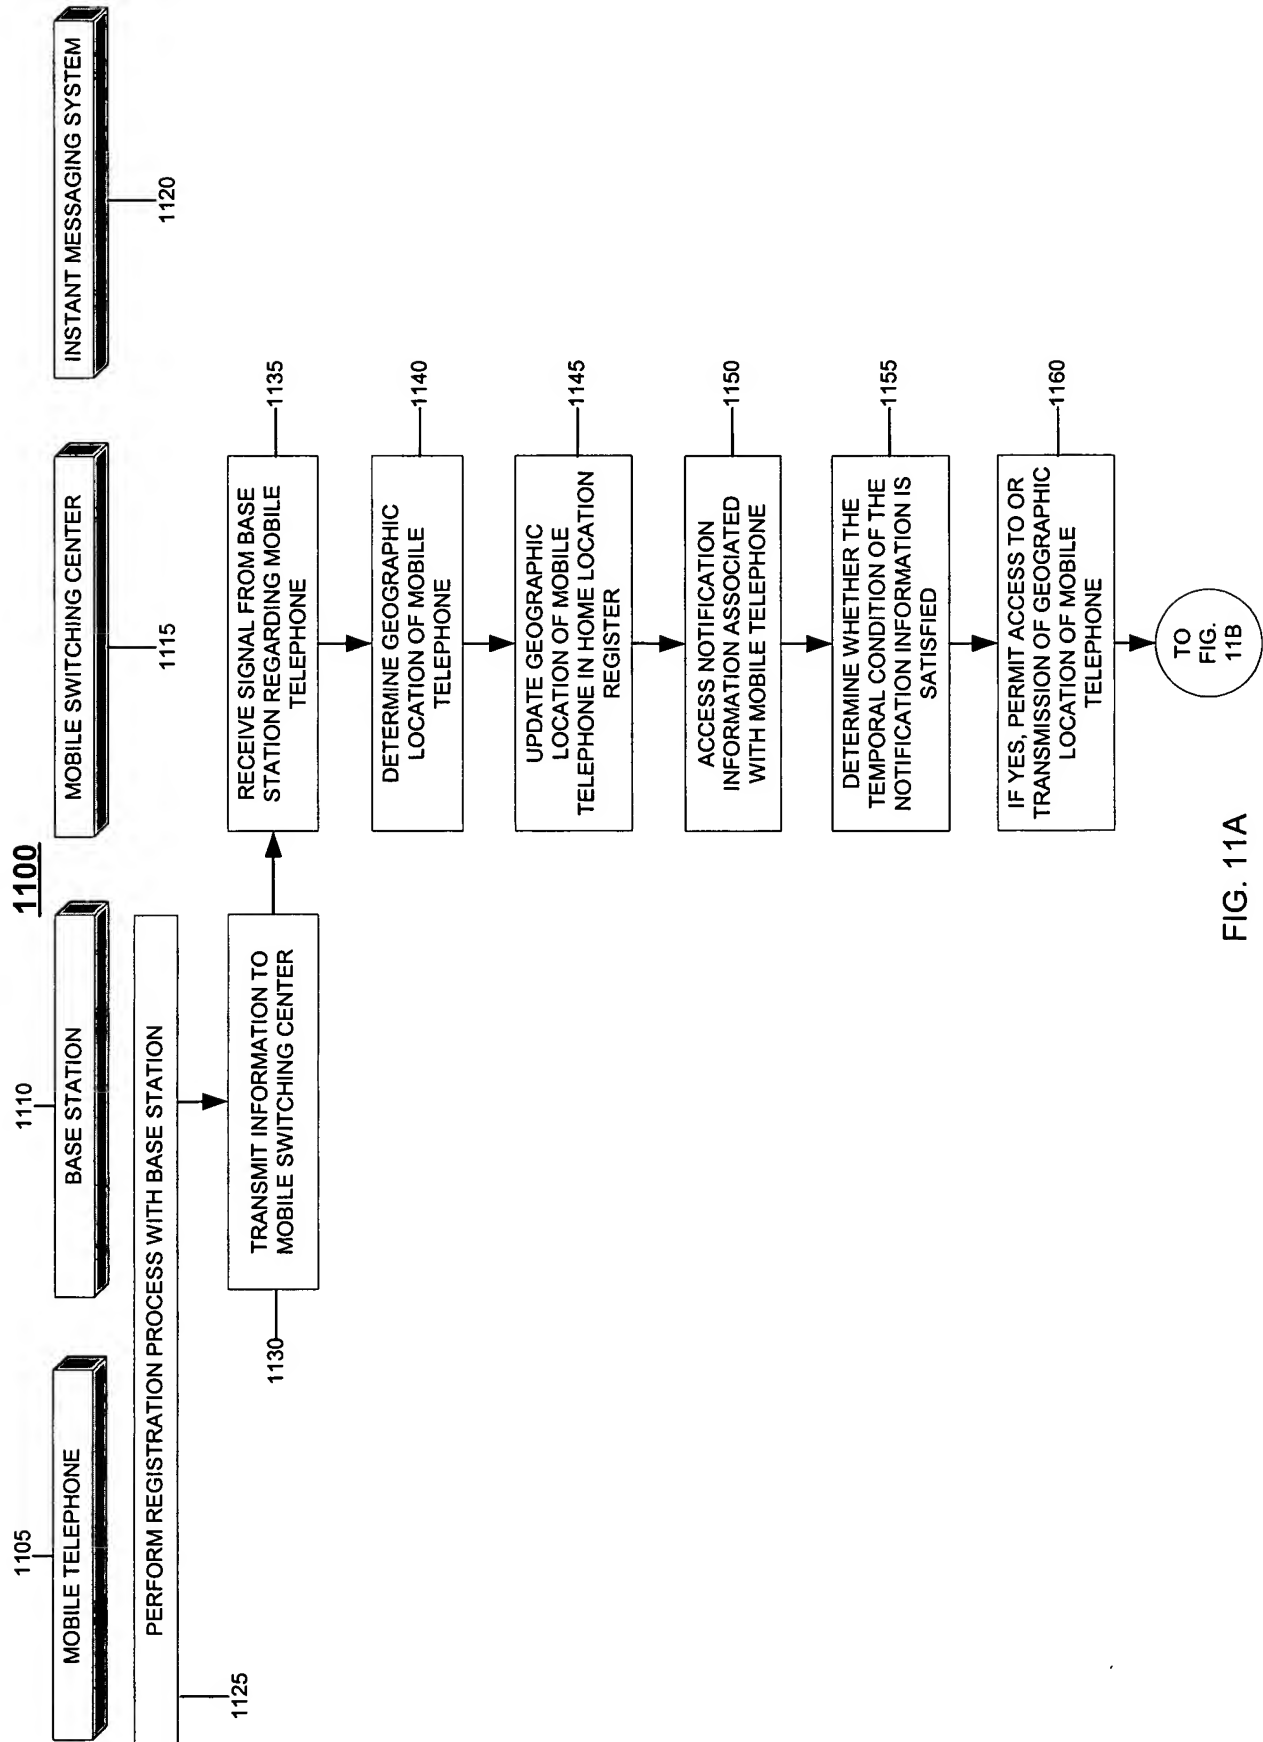 1100
1105
MOBILE TELEPHONE
1110
BASE STATION
MOBILE SWITCHING CENTER
1115
INSTANT MESSAGING SYSTEM
1120
PERFORM REGISTRATION PROCESS WITH BASE STATION
1125
TRANSMIT INFORMATION TO
MOBILE SWITCHING CENTER
1130
RECEIVE SIGNAL FROM BASE
STATION REGARDING MOBILE
TELEPHONE
1135
DETERMINE GEOGRAPHIC
LOCATION OF MOBILE
TELEPHONE
1140
UPDATE GEOGRAPHIC
LOCATION OF MOBILE
TELEPHONE IN HOME LOCATION
REGISTER
1145
ACCESS NOTIFICATION
INFORMATION ASSOCIATED
WITH MOBILE TELEPHONE
1150
DETERMINE WHETHER THE
TEMPORAL CONDITION OF THE
NOTIFICATION INFORMATION IS
SATISFIED
1155
IF YES, PERMIT ACCESS TO OR
TRANSMISSION OF GEOGRAPHIC
LOCATION OF MOBILE
TELEPHONE
1160
TO
FIG.
11B
FIG. 11A